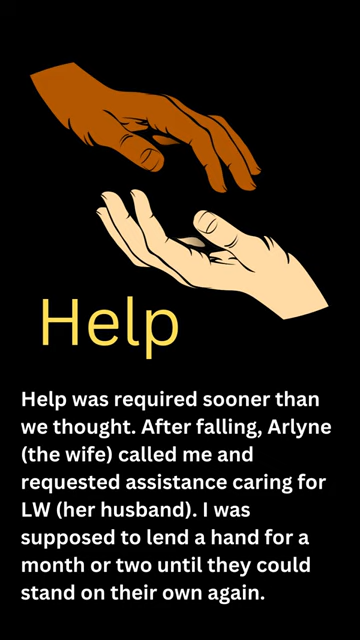 Help
Help was required sooner than
we thought. After falling, Arlyne
(the wife) called me and
requested assistance caring for
LW (her husband). I was
supposed to lend a hand for a
month or two until they could
stand on their own again.